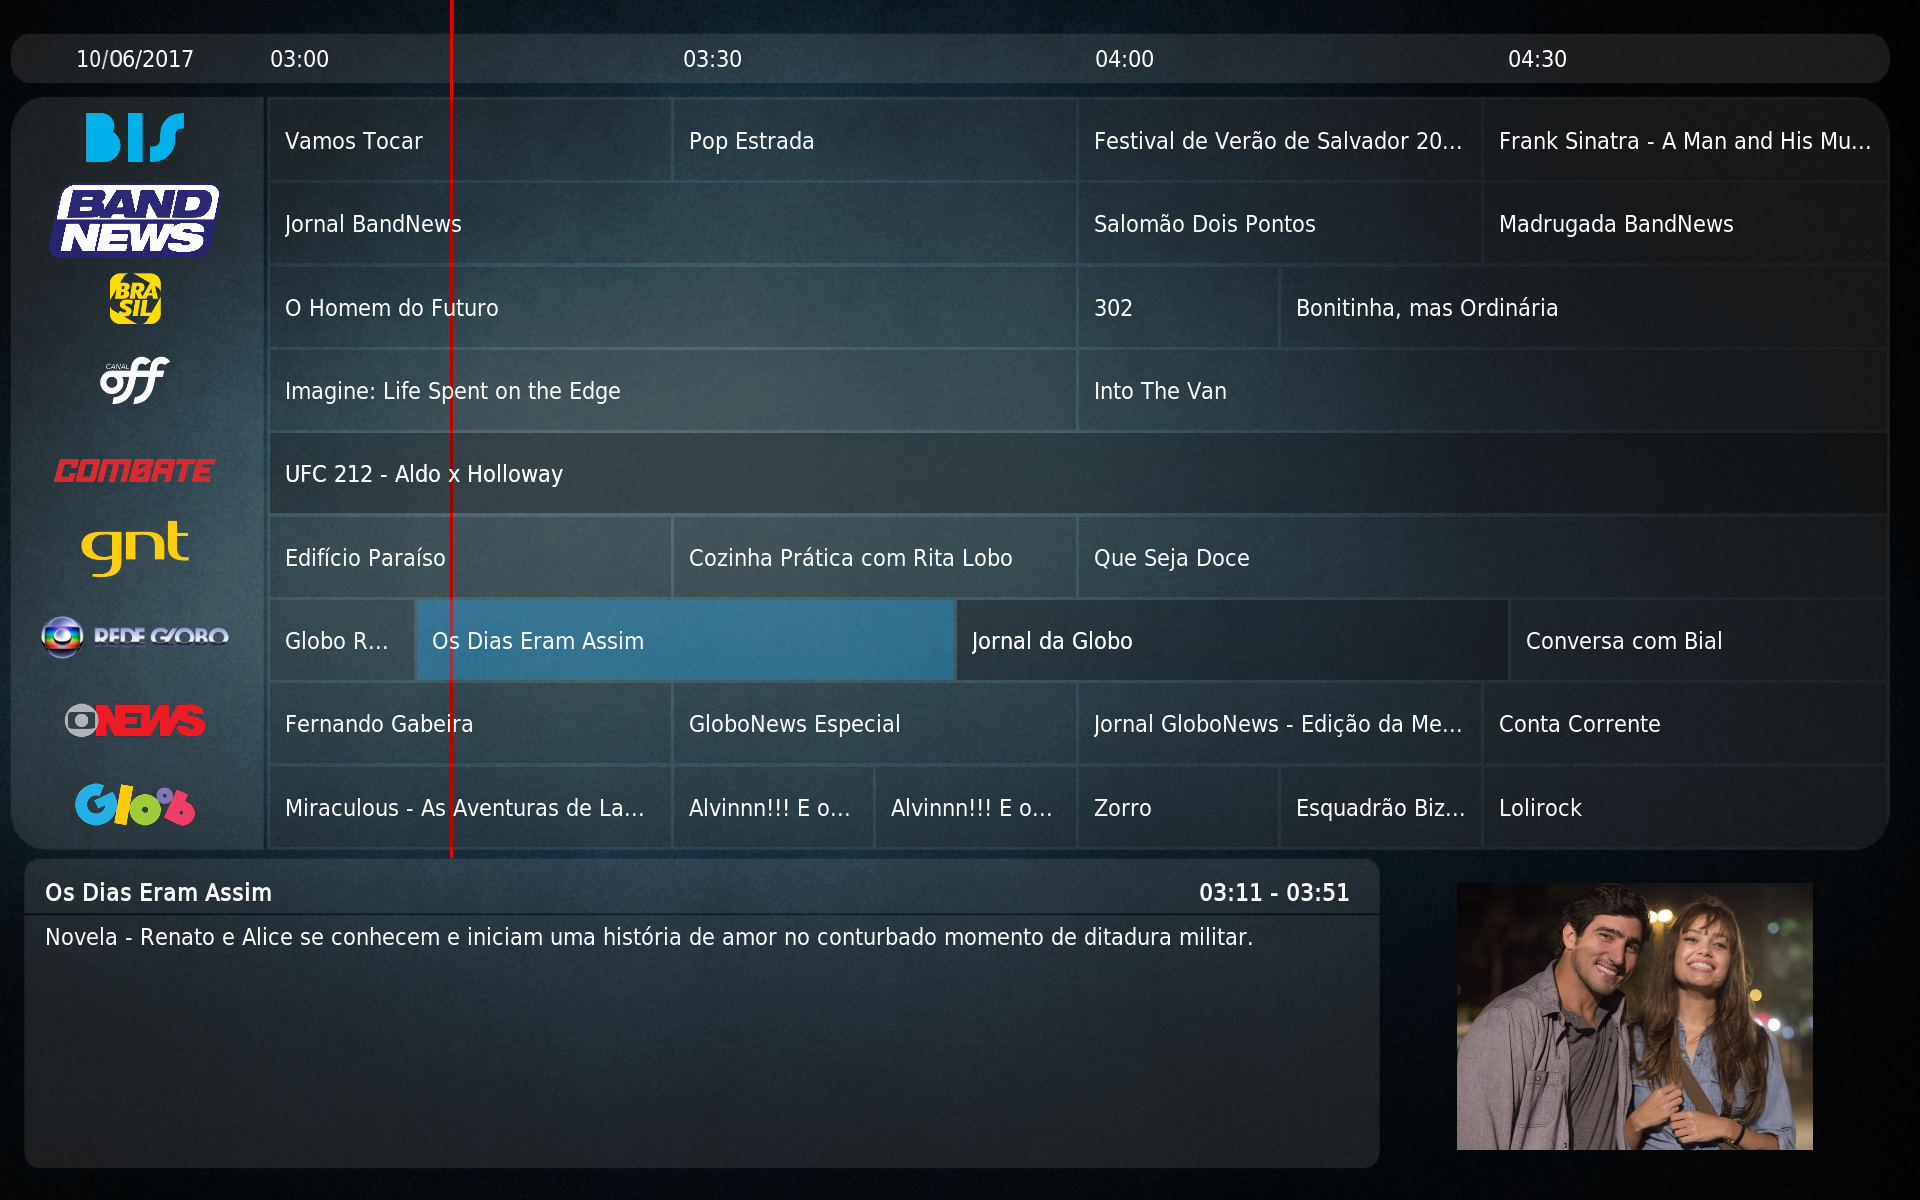 10/06/2017 03:00 03:30 04:00 04:30
BIS Vamos Tocar Pop Estrada Festival de Verão de Salvador 20... Frank Sinatra - A Man and His Mu...
BAND
NEWS Jornal BandNews Salomão Dois Pontos Madrugada BandNews
BRA
SIL O Homem do Futuro 302 Bonitinha, mas Ordinária
CANAL
off Imagine: Life Spent on the Edge Into The Van
COMBATE UFC 212 - Aldo x Holloway
gnt Edifício Paraíso Cozinha Prática com Rita Lobo Que Seja Doce
REDE GLOBO Globo R... Os Dias Eram Assim Jornal da Globo Conversa com Bial
NEWS Fernando Gabeira GloboNews Especial Jornal GloboNews - Edição da Me... Conta Corrente
Gloob Miraculous - As Aventuras de La... Alvinnn!!! E o... Alvinnn!!! E o... Zorro Esquadrão Biz... Lolirock
Os Dias Eram Assim 03:11 - 03:51
Novela - Renato e Alice se conhecem e iniciam uma história de amor no conturbado momento de ditadura militar.